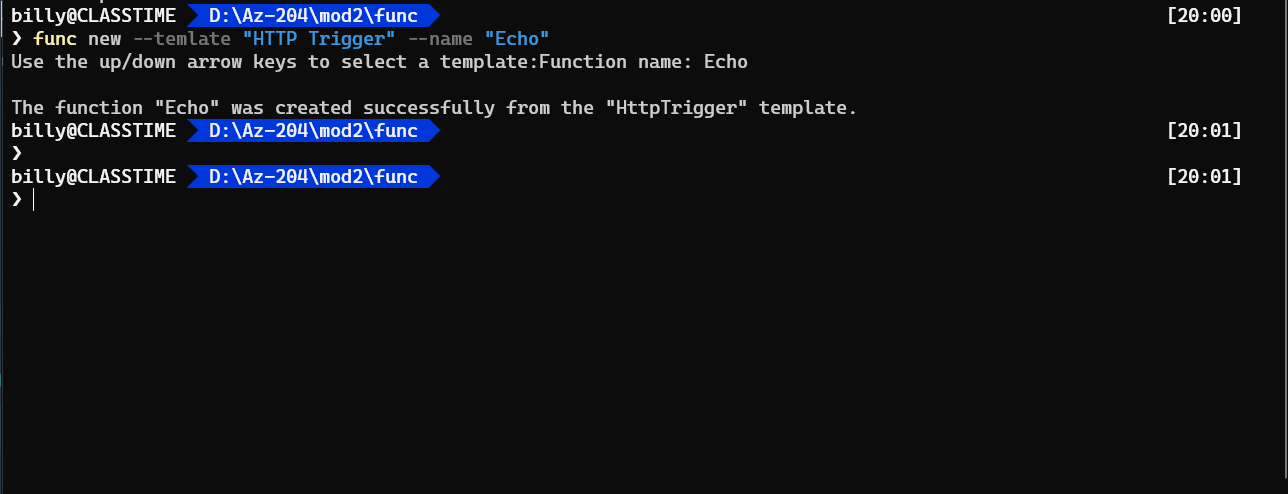 billy@CLASSTIME D:\Az-204\mod2\func [20:00]
❯ func new --temlate "HTTP Trigger" --name "Echo"
Use the up/down arrow keys to select a template:Function name: Echo
The function "Echo" was created successfully from the "HttpTrigger" template.
billy@CLASSTIME D:\Az-204\mod2\func [20:01]
❯
billy@CLASSTIME D:\Az-204\mod2\func [20:01]
❯